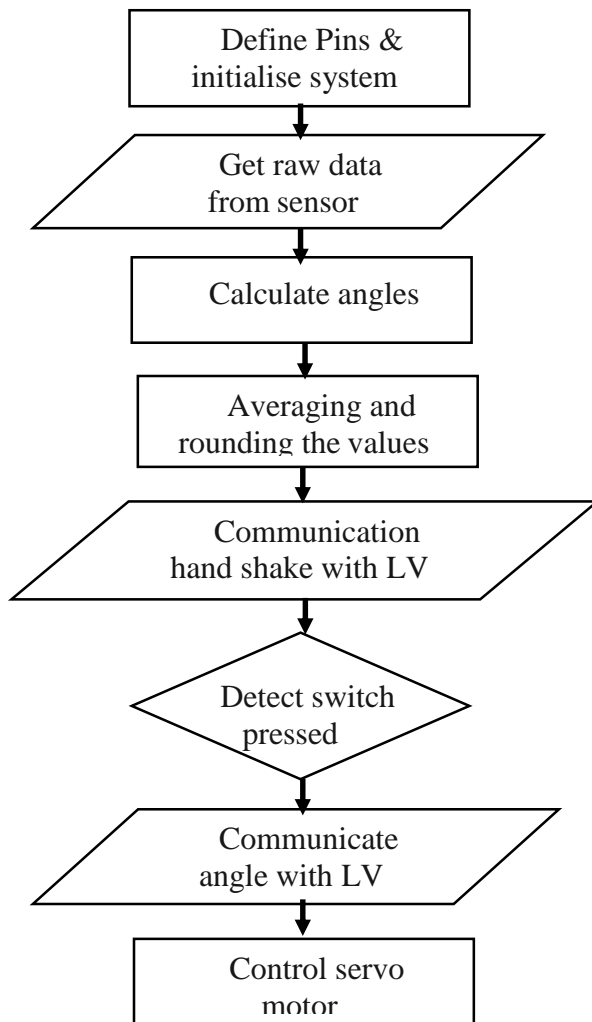 Define Pins &
initialise system
Get raw data
from sensor
Calculate angles
Averaging and
rounding the values
Communication
hand shake with LV
Detect switch
pressed
Communicate
angle with LV
Control servo
motor